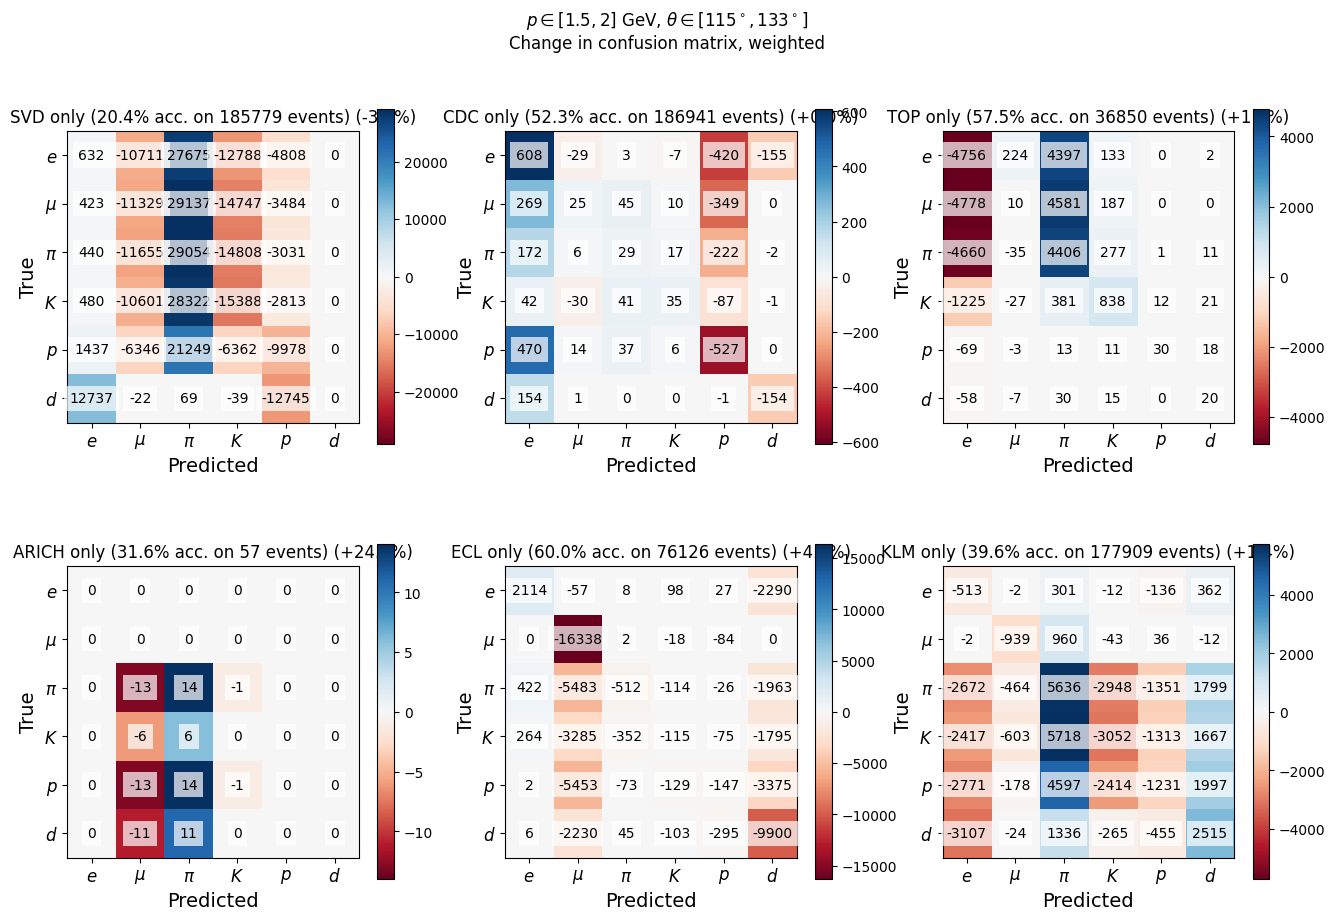 p ∈ [1.5, 2] GeV, θ ∈ [115°, 133°]
Change in confusion matrix, weighted
SVD only (20.4% acc. on 185779 events) (-3 %)
CDC only (52.3% acc. on 186941 events) (+0 %)
TOP only (57.5% acc. on 36850 events) (+1 %)
e 632 -10711 27675 -12788 -4808 0
μ 423 -11329 29137 -14747 -3484 0
π 440 -11655 29054 -14808 -3031 0
K 480 -10601 28322 -15388 -2813 0
p 1437 -6346 21249 -6362 -9978 0
d 12737 -22 69 -39 -12745 0
e μ π K p d
Predicted
True
20000
10000
0
−10000
−20000
e 608 -29 3 -7 -420 -155
μ 269 25 45 10 -349 0
π 172 6 29 17 -222 -2
K 42 -30 41 35 -87 -1
p 470 14 37 6 -527 0
d 154 1 0 0 -1 -154
e μ π K p d
Predicted
True
600
400
200
0
−200
−400
−600
e -4756 224 4397 133 0 2
μ -4778 10 4581 187 0 0
π -4660 -35 4406 277 1 11
K -1225 -27 381 838 12 21
p -69 -3 13 11 30 18
d -58 -7 30 15 0 20
e μ π K p d
Predicted
True
4000
2000
0
−2000
−4000
ARICH only (31.6% acc. on 57 events) (+24 %)
ECL only (60.0% acc. on 76126 events) (+4 %)
KLM only (39.6% acc. on 177909 events) (+1 %)
e 0 0 0 0 0 0
μ 0 0 0 0 0 0
π 0 -13 14 -1 0 0
K 0 -6 6 0 0 0
p 0 -13 14 -1 0 0
d 0 -11 11 0 0 0
e μ π K p d
Predicted
True
10
5
0
−5
−10
e 2114 -57 8 98 27 -2290
μ 0 -16338 2 -18 -84 0
π 422 -5483 -512 -114 -26 -1963
K 264 -3285 -352 -115 -75 -1795
p 2 -5453 -73 -129 -147 -3375
d 6 -2230 45 -103 -295 -9900
e μ π K p d
Predicted
True
15000
10000
5000
0
−5000
−10000
−15000
e -513 -2 301 -12 -136 362
μ -2 -939 960 -43 36 -12
π -2672 -464 5636 -2948 -1351 1799
K -2417 -603 5718 -3052 -1313 1667
p -2771 -178 4597 -2414 -1231 1997
d -3107 -24 1336 -265 -455 2515
e μ π K p d
Predicted
True
4000
2000
0
−2000
−4000